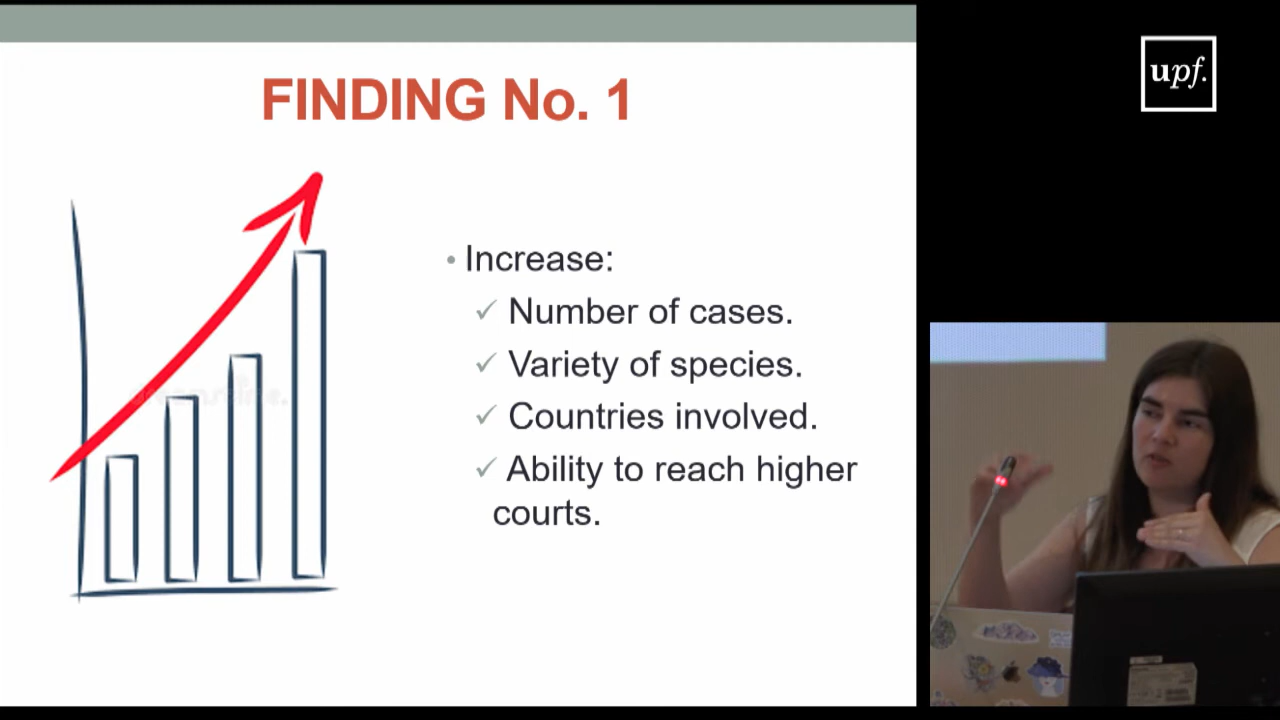 FINDING No. 1
upf.
• Increase:
✓ Number of cases.
✓ Variety of species.
✓ Countries involved.
✓ Ability to reach higher
courts.